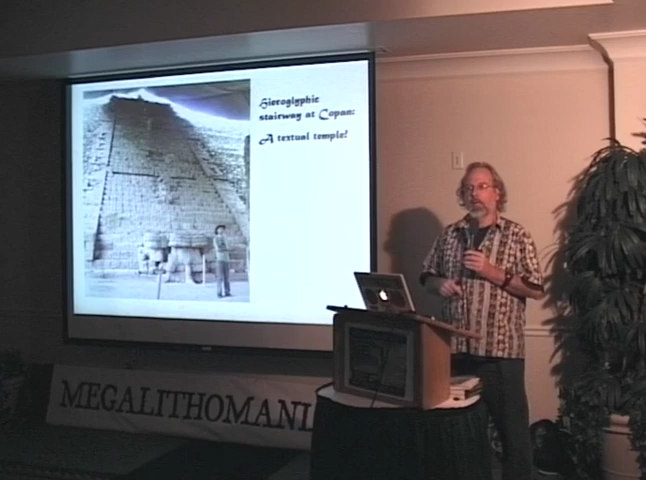 Hieroglyphic
stairway at Copan:
A textual temple!
MEGALITHOMANI